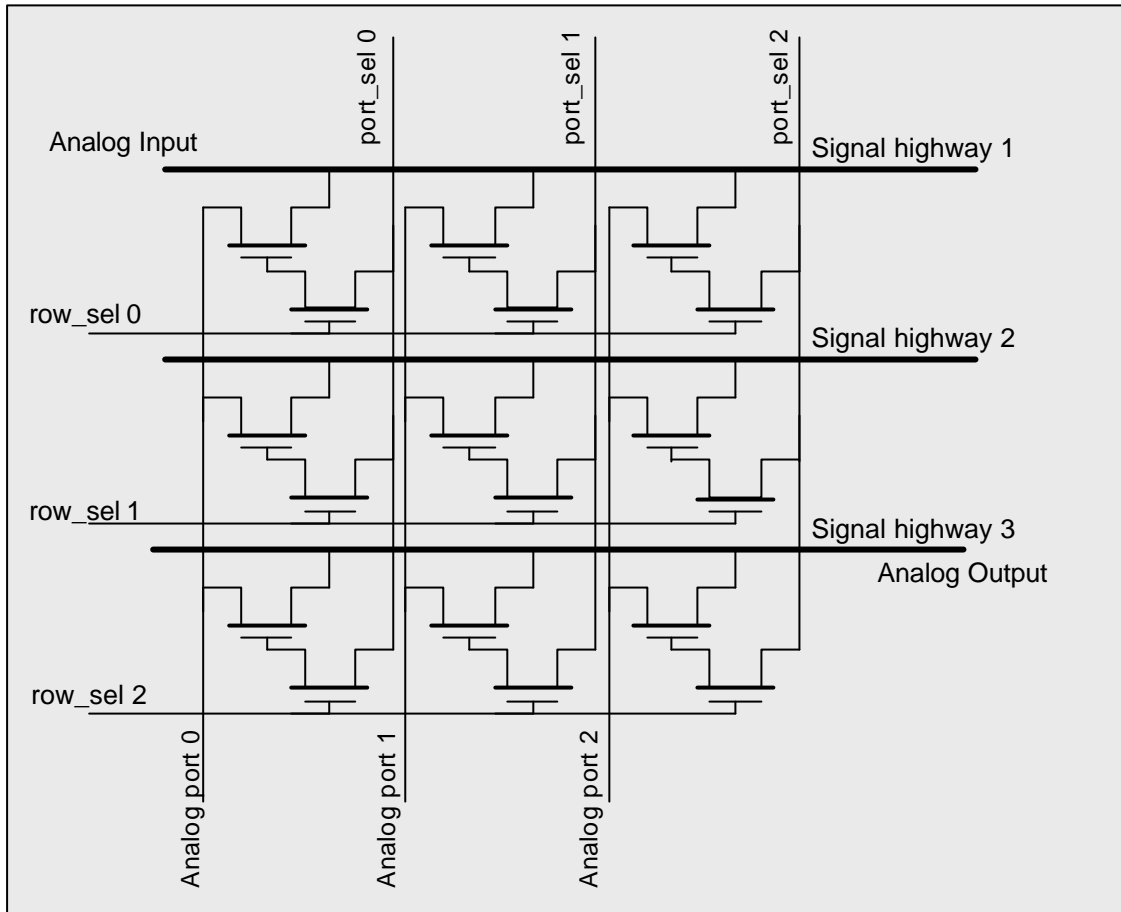 port_sel 0
port_sel 1
port_sel 2
Analog Input
Signal highway 1
row_sel 0
Signal highway 2
row_sel 1
Signal highway 3
Analog Output
row_sel 2
Analog port 0
Analog port 1
Analog port 2